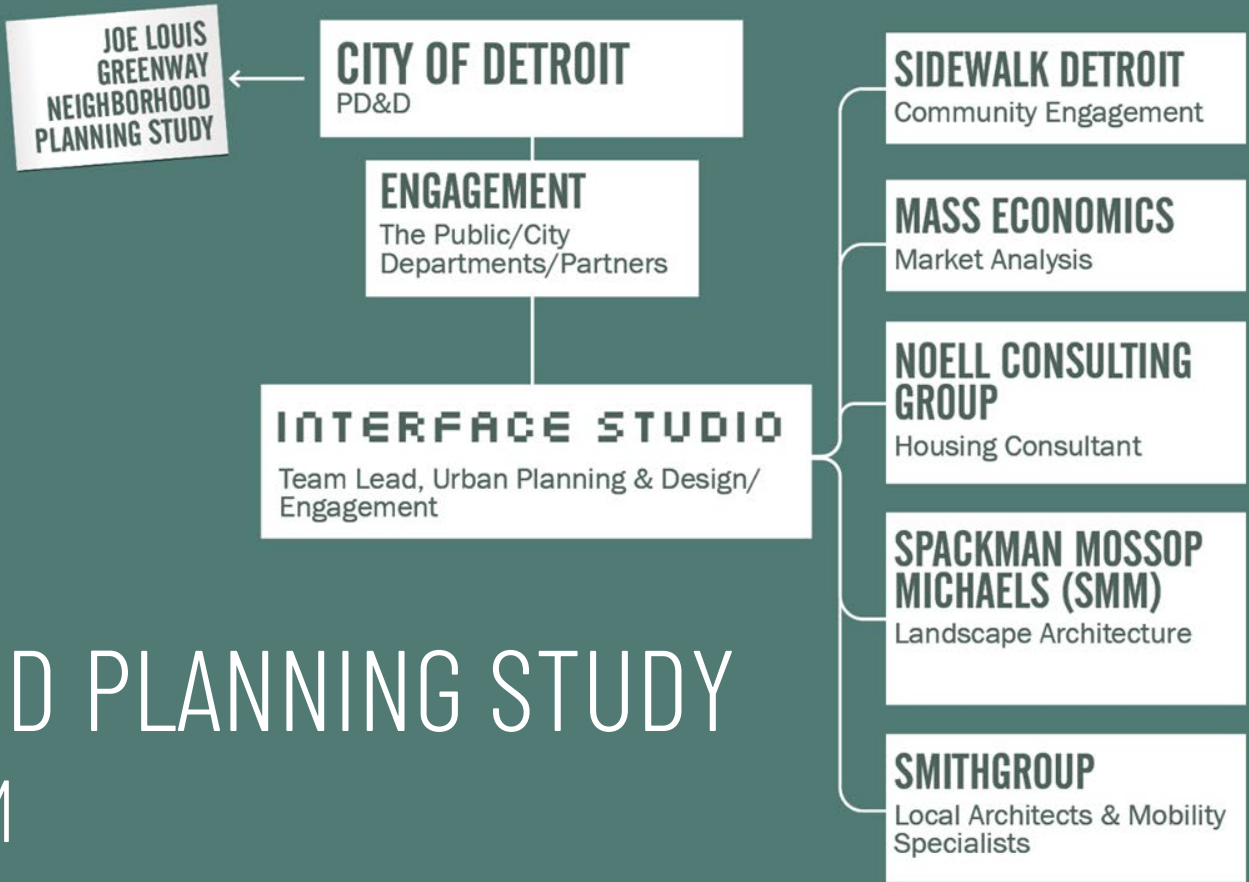 JOE LOUIS
GREENWAY
NEIGHBORHOOD
PLANNING STUDY
CITY OF DETROIT
PD&D
ENGAGEMENT
The Public/City
Departments/Partners
INTERFACE STUDIO
Team Lead, Urban Planning & Design/
Engagement
SIDEWALK DETROIT
Community Engagement
MASS ECONOMICS
Market Analysis
NOELL CONSULTING
GROUP
Housing Consultant
SPACKMAN MOSSOP
MICHAELS (SMM)
Landscape Architecture
SMITHGROUP
Local Architects & Mobility
Specialists
D PLANNING STUDY